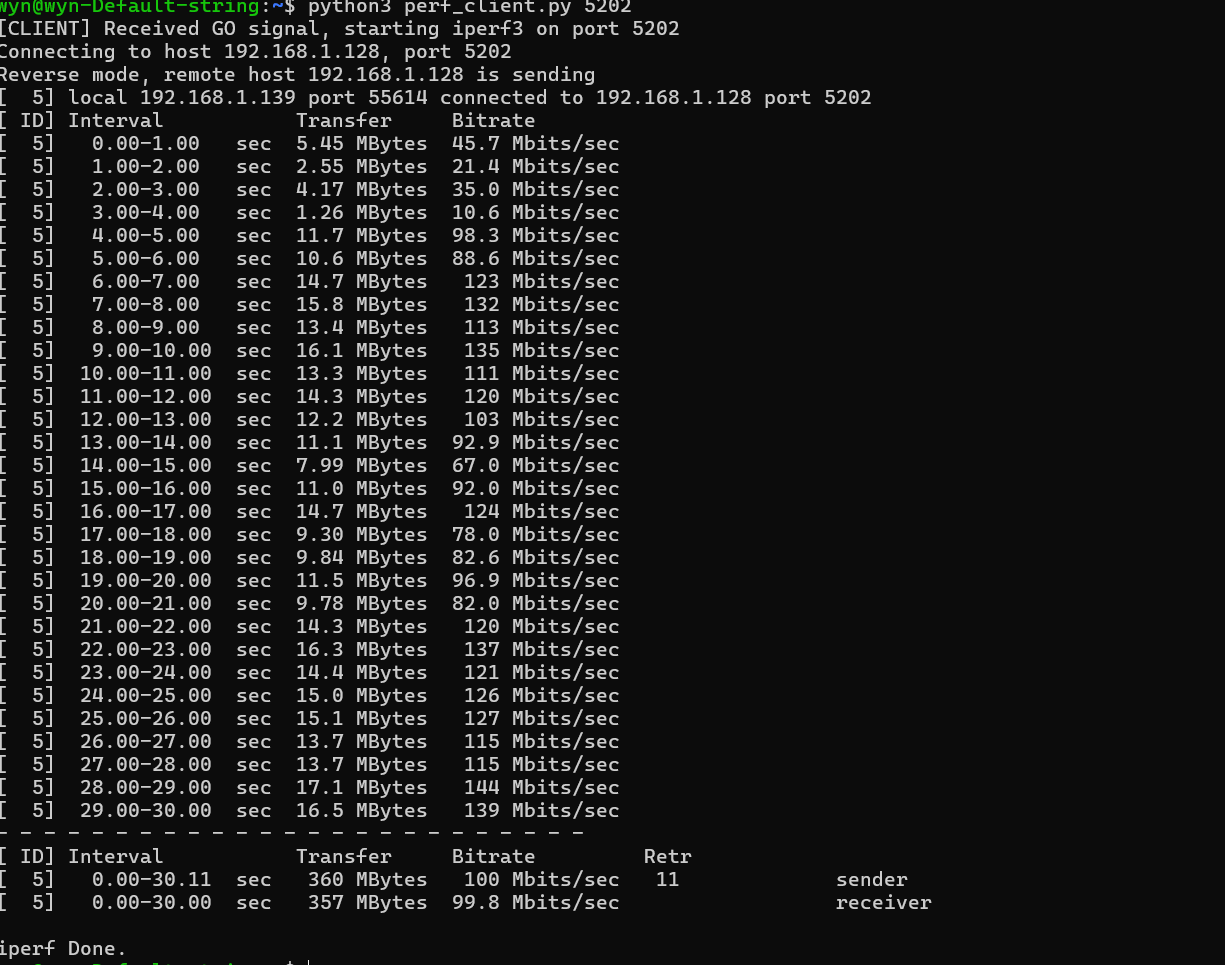 wyn@wyn-Default-string:~$ python3 perf_client.py 5202
[CLIENT] Received GO signal, starting iperf3 on port 5202
Connecting to host 192.168.1.128, port 5202
Reverse mode, remote host 192.168.1.128 is sending
[  5] local 192.168.1.139 port 55614 connected to 192.168.1.128 port 5202
[ ID] Interval           Transfer     Bitrate
[  5]   0.00-1.00   sec  5.45 MBytes  45.7 Mbits/sec
[  5]   1.00-2.00   sec  2.55 MBytes  21.4 Mbits/sec
[  5]   2.00-3.00   sec  4.17 MBytes  35.0 Mbits/sec
[  5]   3.00-4.00   sec  1.26 MBytes  10.6 Mbits/sec
[  5]   4.00-5.00   sec  11.7 MBytes  98.3 Mbits/sec
[  5]   5.00-6.00   sec  10.6 MBytes  88.6 Mbits/sec
[  5]   6.00-7.00   sec  14.7 MBytes   123 Mbits/sec
[  5]   7.00-8.00   sec  15.8 MBytes   132 Mbits/sec
[  5]   8.00-9.00   sec  13.4 MBytes   113 Mbits/sec
[  5]   9.00-10.00  sec  16.1 MBytes   135 Mbits/sec
[  5]  10.00-11.00  sec  13.3 MBytes   111 Mbits/sec
[  5]  11.00-12.00  sec  14.3 MBytes   120 Mbits/sec
[  5]  12.00-13.00  sec  12.2 MBytes   103 Mbits/sec
[  5]  13.00-14.00  sec  11.1 MBytes  92.9 Mbits/sec
[  5]  14.00-15.00  sec  7.99 MBytes  67.0 Mbits/sec
[  5]  15.00-16.00  sec  11.0 MBytes  92.0 Mbits/sec
[  5]  16.00-17.00  sec  14.7 MBytes   124 Mbits/sec
[  5]  17.00-18.00  sec  9.30 MBytes  78.0 Mbits/sec
[  5]  18.00-19.00  sec  9.84 MBytes  82.6 Mbits/sec
[  5]  19.00-20.00  sec  11.5 MBytes  96.9 Mbits/sec
[  5]  20.00-21.00  sec  9.78 MBytes  82.0 Mbits/sec
[  5]  21.00-22.00  sec  14.3 MBytes   120 Mbits/sec
[  5]  22.00-23.00  sec  16.3 MBytes   137 Mbits/sec
[  5]  23.00-24.00  sec  14.4 MBytes   121 Mbits/sec
[  5]  24.00-25.00  sec  15.0 MBytes   126 Mbits/sec
[  5]  25.00-26.00  sec  15.1 MBytes   127 Mbits/sec
[  5]  26.00-27.00  sec  13.7 MBytes   115 Mbits/sec
[  5]  27.00-28.00  sec  13.7 MBytes   115 Mbits/sec
[  5]  28.00-29.00  sec  17.1 MBytes   144 Mbits/sec
[  5]  29.00-30.00  sec  16.5 MBytes   139 Mbits/sec
- - - - - - - - - - - - - - - - - - - - - - - - -
[ ID] Interval           Transfer     Bitrate         Retr
[  5]   0.00-30.11  sec   360 MBytes   100 Mbits/sec   11             sender
[  5]   0.00-30.00  sec   357 MBytes  99.8 Mbits/sec                  receiver
iperf Done.